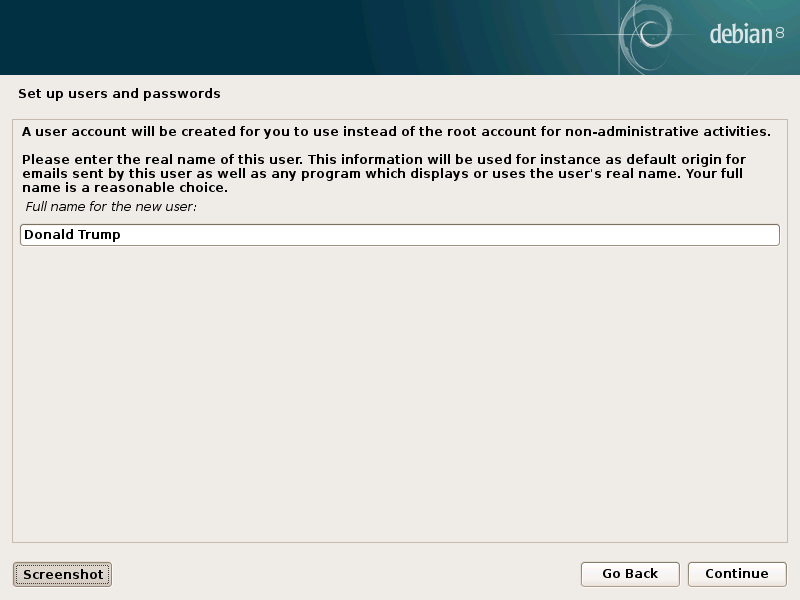 debian 8
Set up users and passwords
A user account will be created for you to use instead of the root account for non-administrative activities.
Please enter the real name of this user. This information will be used for instance as default origin for
emails sent by this user as well as any program which displays or uses the user's real name. Your full
name is a reasonable choice.
Full name for the new user:
Donald Trump
Screenshot
Go Back
Continue